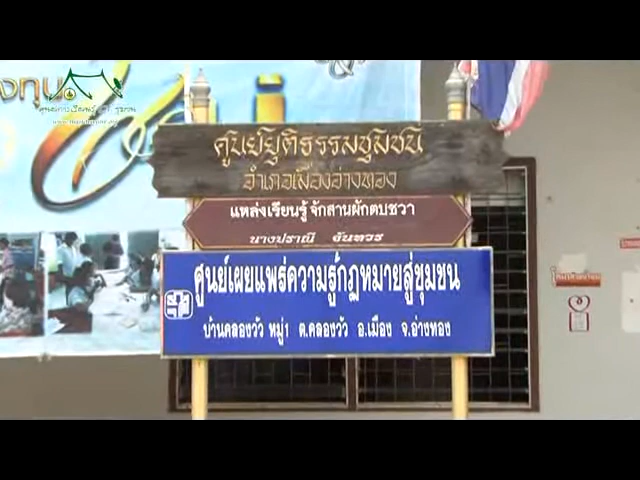 ศูนย์ยุติธรรมชุมชน
อำเภอเมืองอ่างทอง
แหล่งเรียนรู้ จักสานผักตบชวา
นางปราณี จันทวร
ศูนย์เผยแพร่ความรู้กฎหมายสู่ชุมชน
บ้านคลองวัว หมู่1 ต.คลองวัว อ.เมือง จ.อ่างทอง